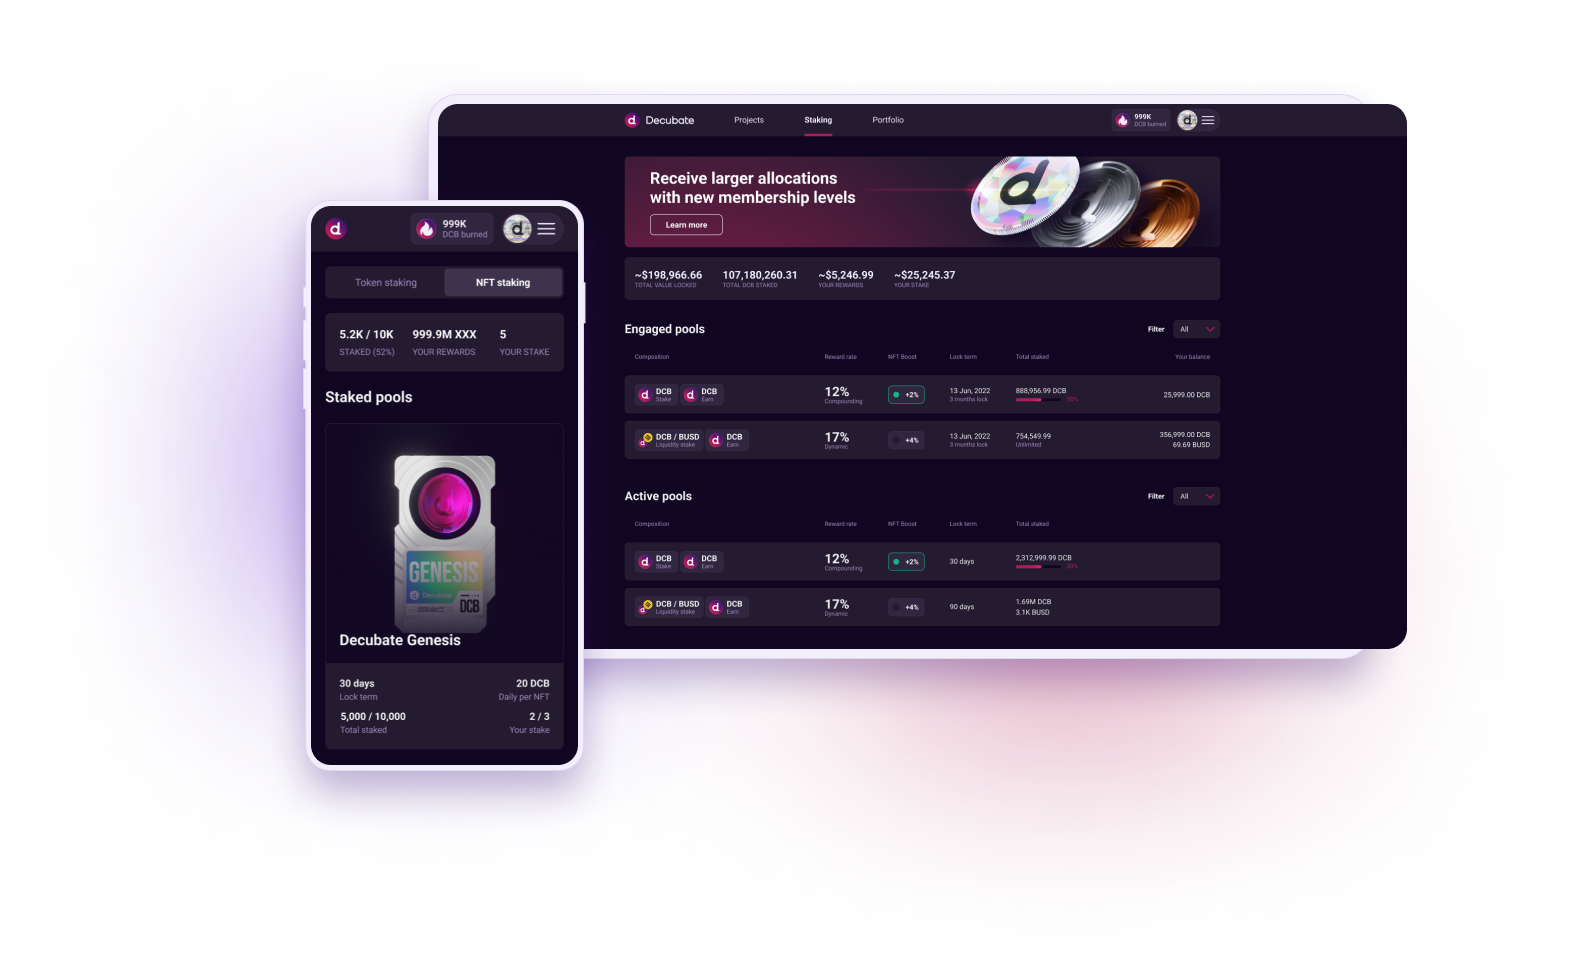 Decubate
Projects
Staking
Portfolio
999K
DCB burned
Receive larger allocations
with new membership levels
Learn more
~$198,966.66
TOTAL VALUE LOCKED
107,180,260.31
TOTAL DCB STAKED
~$5,246.99
YOUR REWARDS
~$25,245.37
YOUR STAKE
Engaged pools
Filter
All
Composition
Reward rate
NFT Boost
Lock term
Total staked
Your balance
DCB
Stake
DCB
Earn
12%
Compounding
+2%
13 Jun, 2022
3 months lock
888,956.99 DCB
50%
25,999.00 DCB
DCB / BUSD
Liquidity stake
DCB
Earn
17%
Dynamic
+4%
13 Jun, 2022
3 months lock
754,549.99
Unlimited
356,999.00 DCB
69.69 BUSD
Active pools
Filter
All
Composition
Reward rate
NFT Boost
Lock term
Total staked
DCB
Stake
DCB
Earn
12%
Compounding
+2%
30 days
2,312,999.99 DCB
50%
DCB / BUSD
Liquidity stake
DCB
Earn
17%
Dynamic
+4%
90 days
1.69M DCB
3.1K BUSD
999K
DCB burned
Token staking
NFT staking
5.2K / 10K
STAKED (52%)
999.9M XXX
YOUR REWARDS
5
YOUR STAKE
Staked pools
GENESIS
Decubate
DCB
Decubate Genesis
30 days
Lock term
20 DCB
Daily per NFT
5,000 / 10,000
Total staked
2 / 3
Your stake